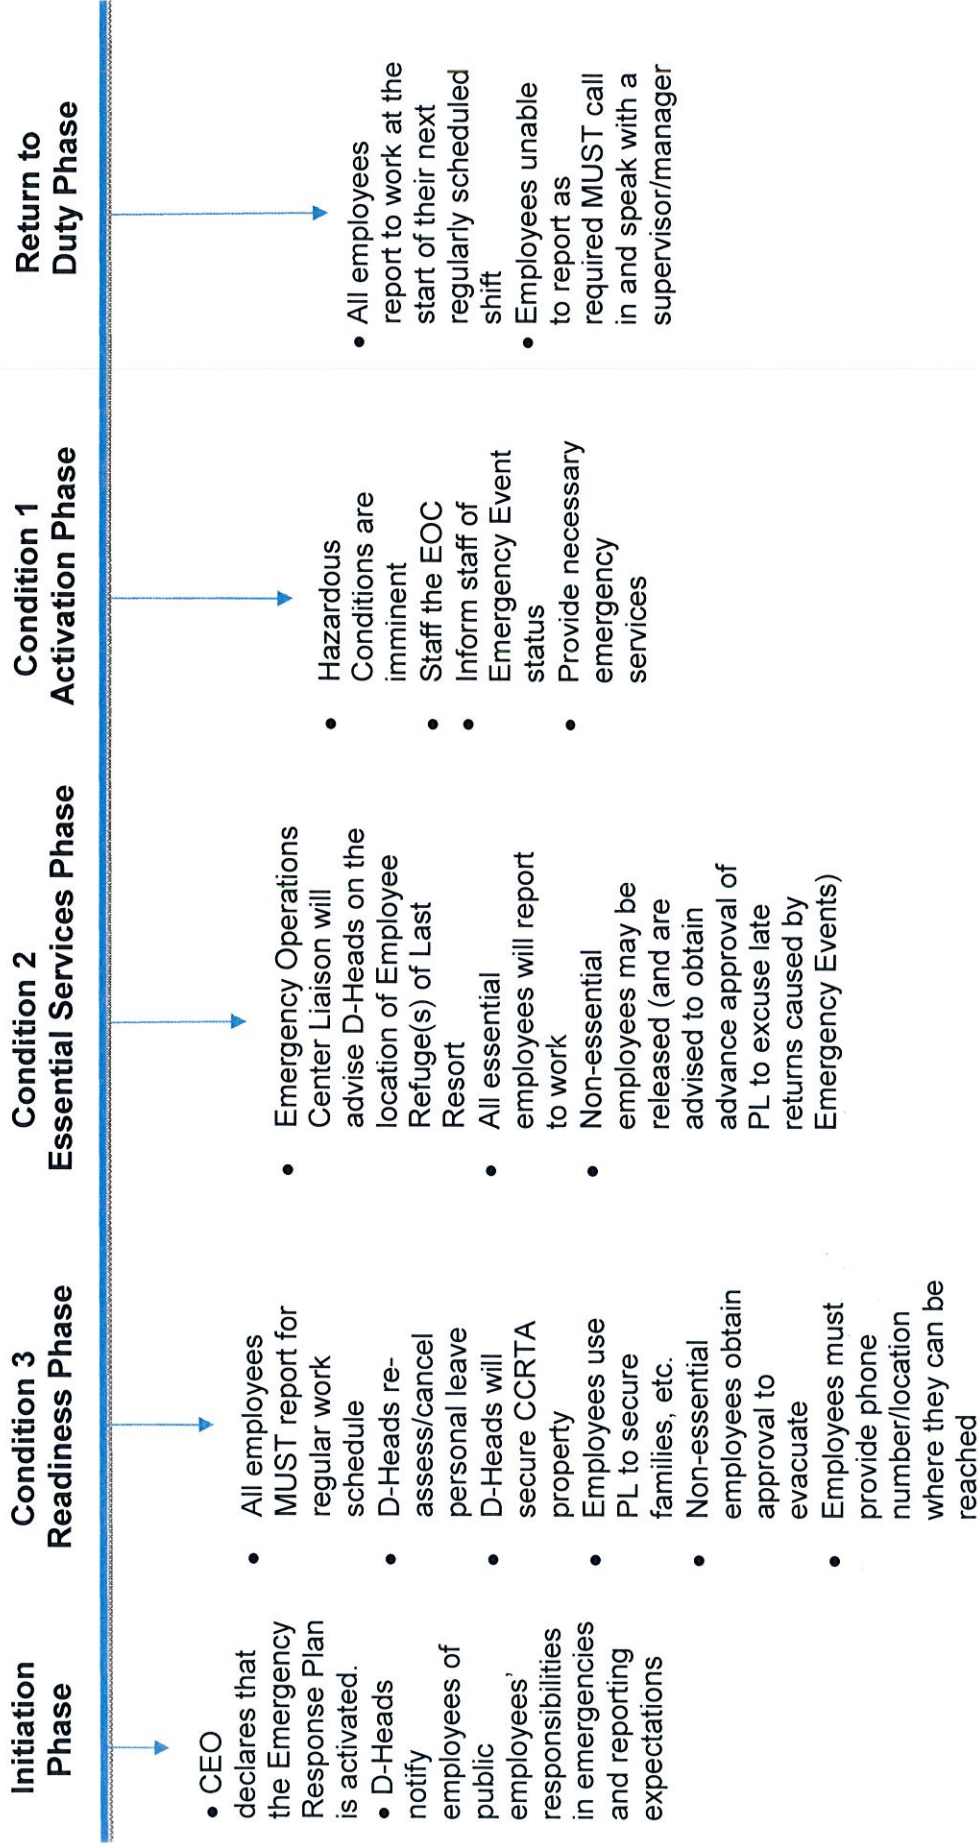 Initiation
Phase
• CEO
declares that
the Emergency
Response Plan
is activated.
• D-Heads
notify
employees of
public
employees’
responsibilities
in emergencies
and reporting
expectations
Condition 3
Readiness Phase
• All employees
MUST report for
regular work
schedule
• D-Heads re-
assess/cancel
personal leave
• D-Heads will
secure CCRTA
property
• Employees use
PL to secure
families, etc.
• Non-essential
employees obtain
approval to
evacuate
• Employees must
provide phone
number/location
where they can be
reached
Condition 2
Essential Services Phase
• Emergency Operations
Center Liaison will
advise D-Heads on the
location of Employee
Refuge(s) of Last
Resort
• All essential
employees will report
to work
• Non-essential
employees may be
released (and are
advised to obtain
advance approval of
PL to excuse late
returns caused by
Emergency Events)
Condition 1
Activation Phase
• Hazardous
Conditions are
imminent
• Staff the EOC
• Inform staff of
Emergency Event
status
• Provide necessary
emergency
services
Return to
Duty Phase
• All employees
report to work at the
start of their next
regularly scheduled
shift
• Employees unable
to report as
required MUST call
in and speak with a
supervisor/manager